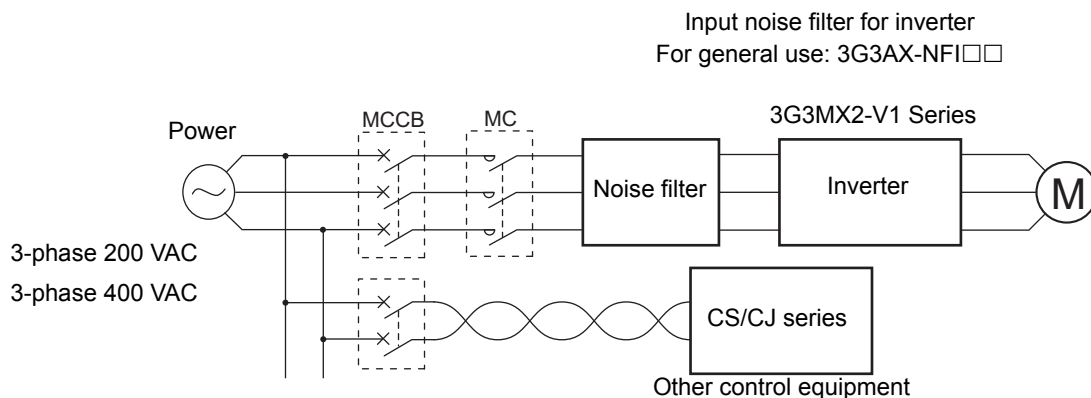 Input noise filter for inverter
For general use: 3G3AX-NFI□□
3G3MX2-V1 Series
Power
MCCB
MC
Noise filter
Inverter
M
3-phase 200 VAC
3-phase 400 VAC
CS/CJ series
Other control equipment